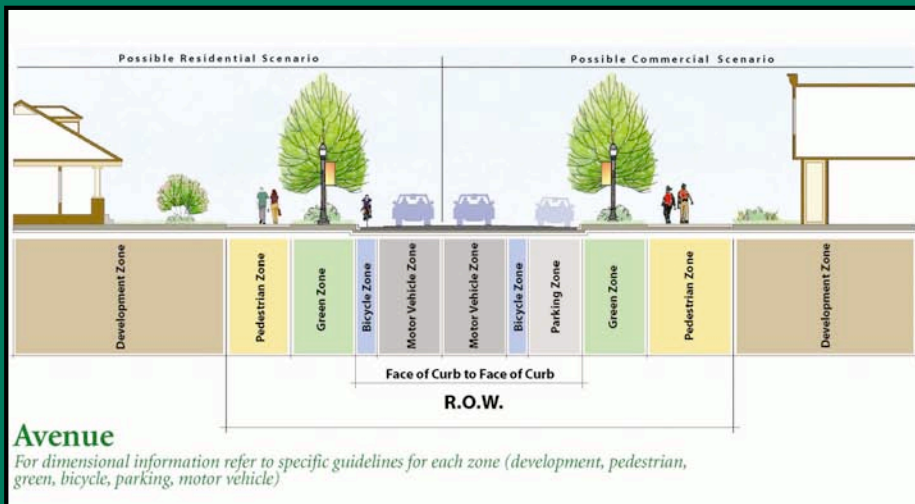 Possible Residential Scenario
Possible Commercial Scenario
Development Zone
Pedestrian Zone
Green Zone
Bicycle Zone
Motor Vehicle Zone
Motor Vehicle Zone
Bicycle Zone
Parking Zone
Green Zone
Pedestrian Zone
Development Zone
Face of Curb to Face of Curb
R.O.W.
Avenue
For dimensional information refer to specific guidelines for each zone (development, pedestrian,
green, bicycle, parking, motor vehicle)